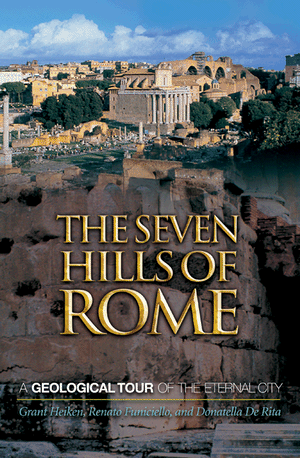 THE SEVEN
HILLS OF
ROME
A GEOLOGICAL TOUR OF THE ETERNAL CITY
Grant Heiken, Renato Funiciello, and Donatella De Rita